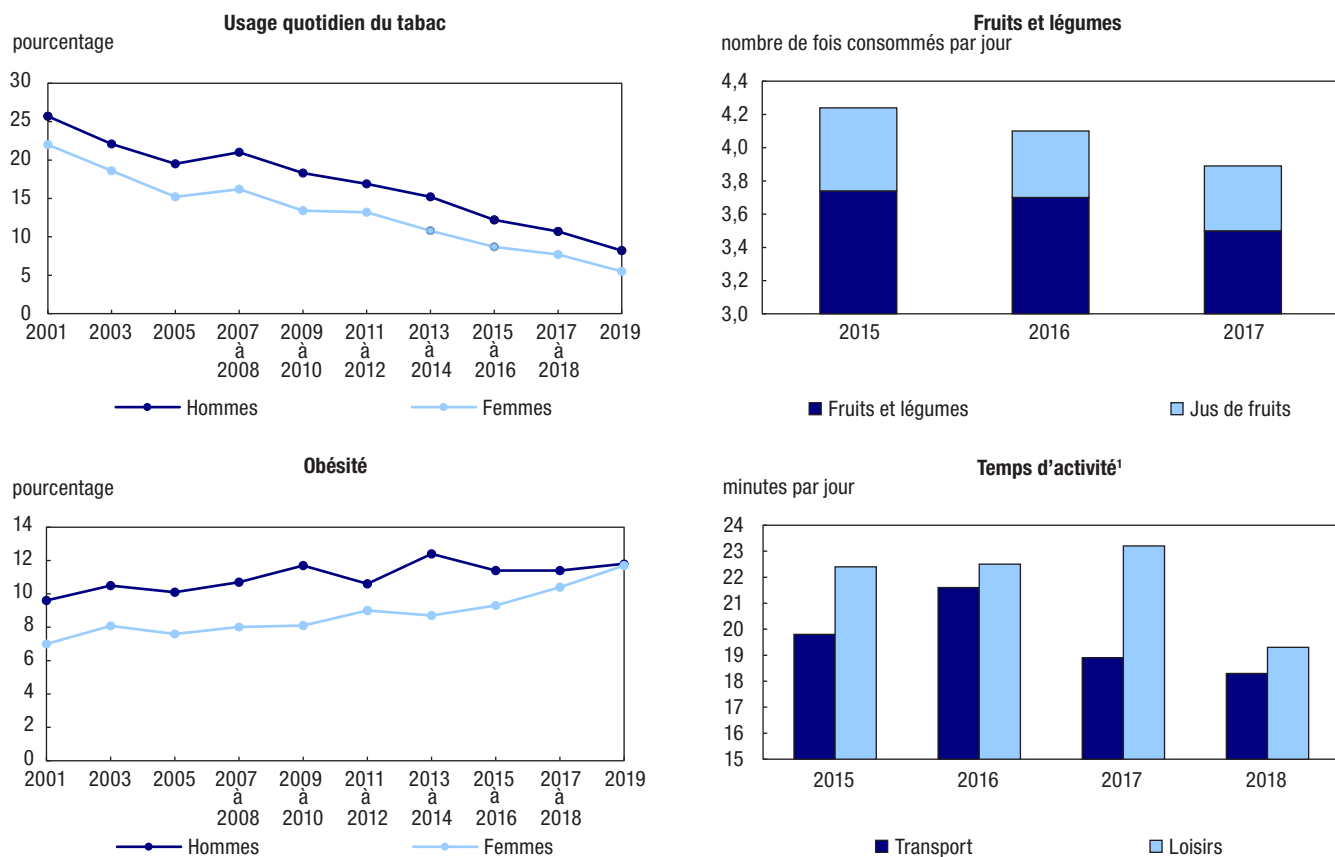 Usage quotidien du tabac
pourcentage
30
25
20
15
10
5
0
2001 2003 2005 2007 2009 2011 2013 2015 2017 2019
à à à à à à
2008 2010 2012 2014 2016 2018
Hommes Femmes
Fruits et légumes
nombre de fois consommés par jour
4,4
4,2
4,0
3,8
3,6
3,4
3,2
3,0
2015 2016 2017
Fruits et légumes Jus de fruits
Obésité
pourcentage
14
12
10
8
6
4
2
0
2001 2003 2005 2007 2009 2011 2013 2015 2017 2019
à à à à à à
2008 2010 2012 2014 2016 2018
Hommes Femmes
Temps d’activité¹
minutes par jour
24
23
22
21
20
19
18
17
16
15
2015 2016 2017 2018
Transport Loisirs